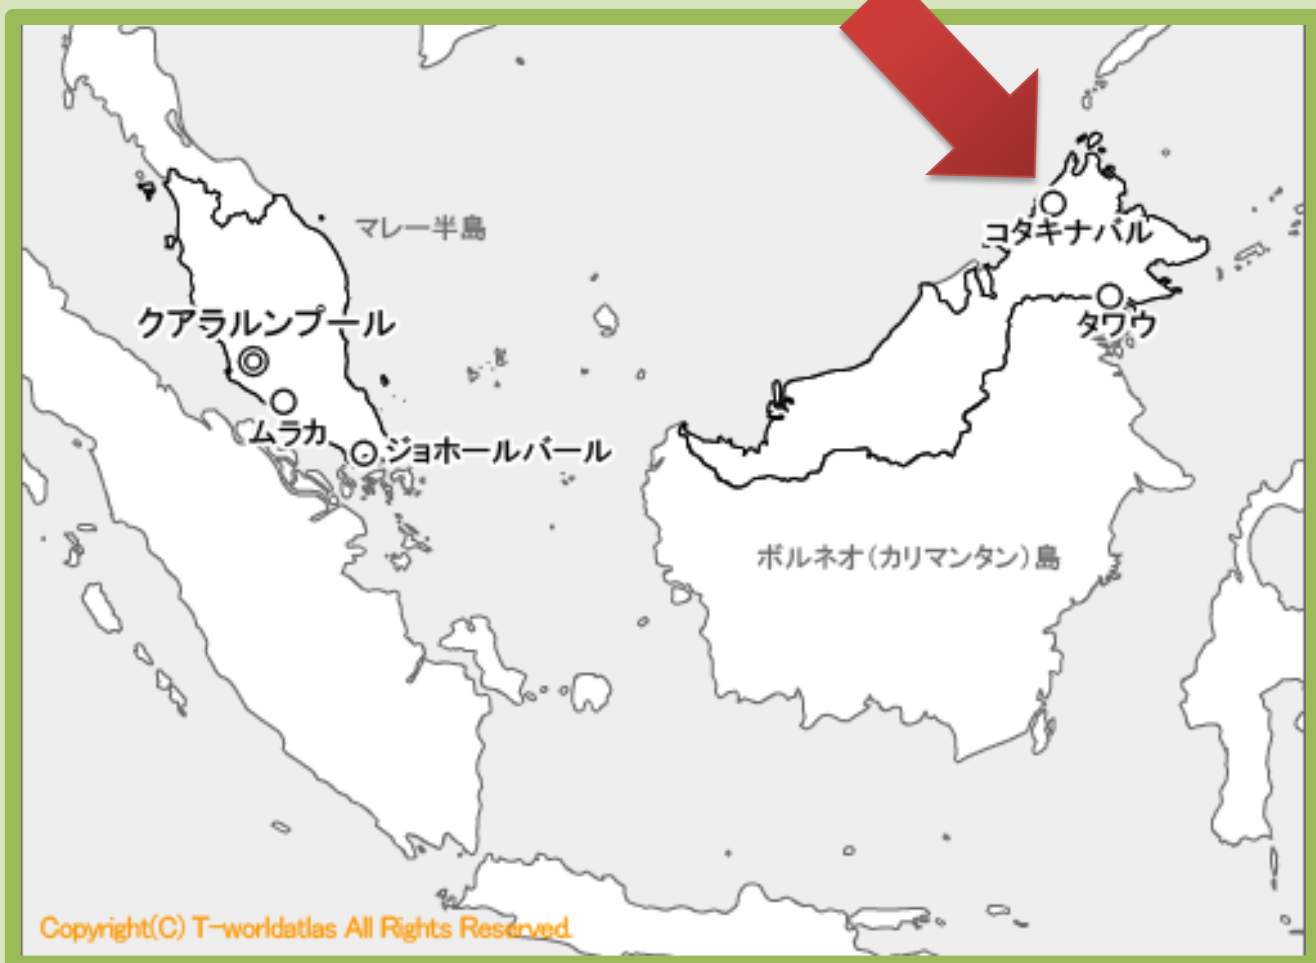 コタキナバル
マレー半島
タワウ
クアラルンプール
ムラカ
ジョホールバール
ボルネオ(カリマンタン)島
Copyright(C) T-worldatlas All Rights Reserved.